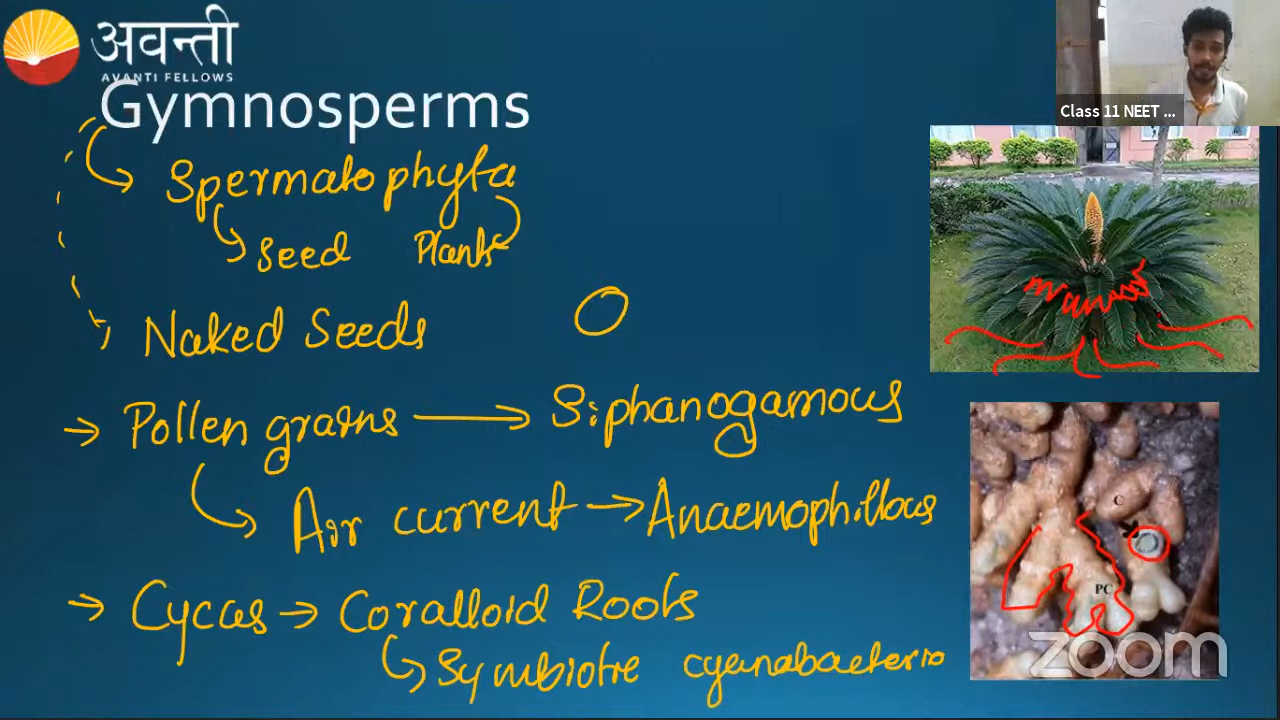 अवन्ती
AVANTI FELLOWS
Gymnosperms
Spermatophyta
Seed Plants
Naked Seeds
→ Pollen grains → Siphanogamous
Air current → Anaemophillous
→ Cycas → Coralloid Roots
Symbiotic cyanabacteria
Class 11 NEET ...
C
PC
zoom